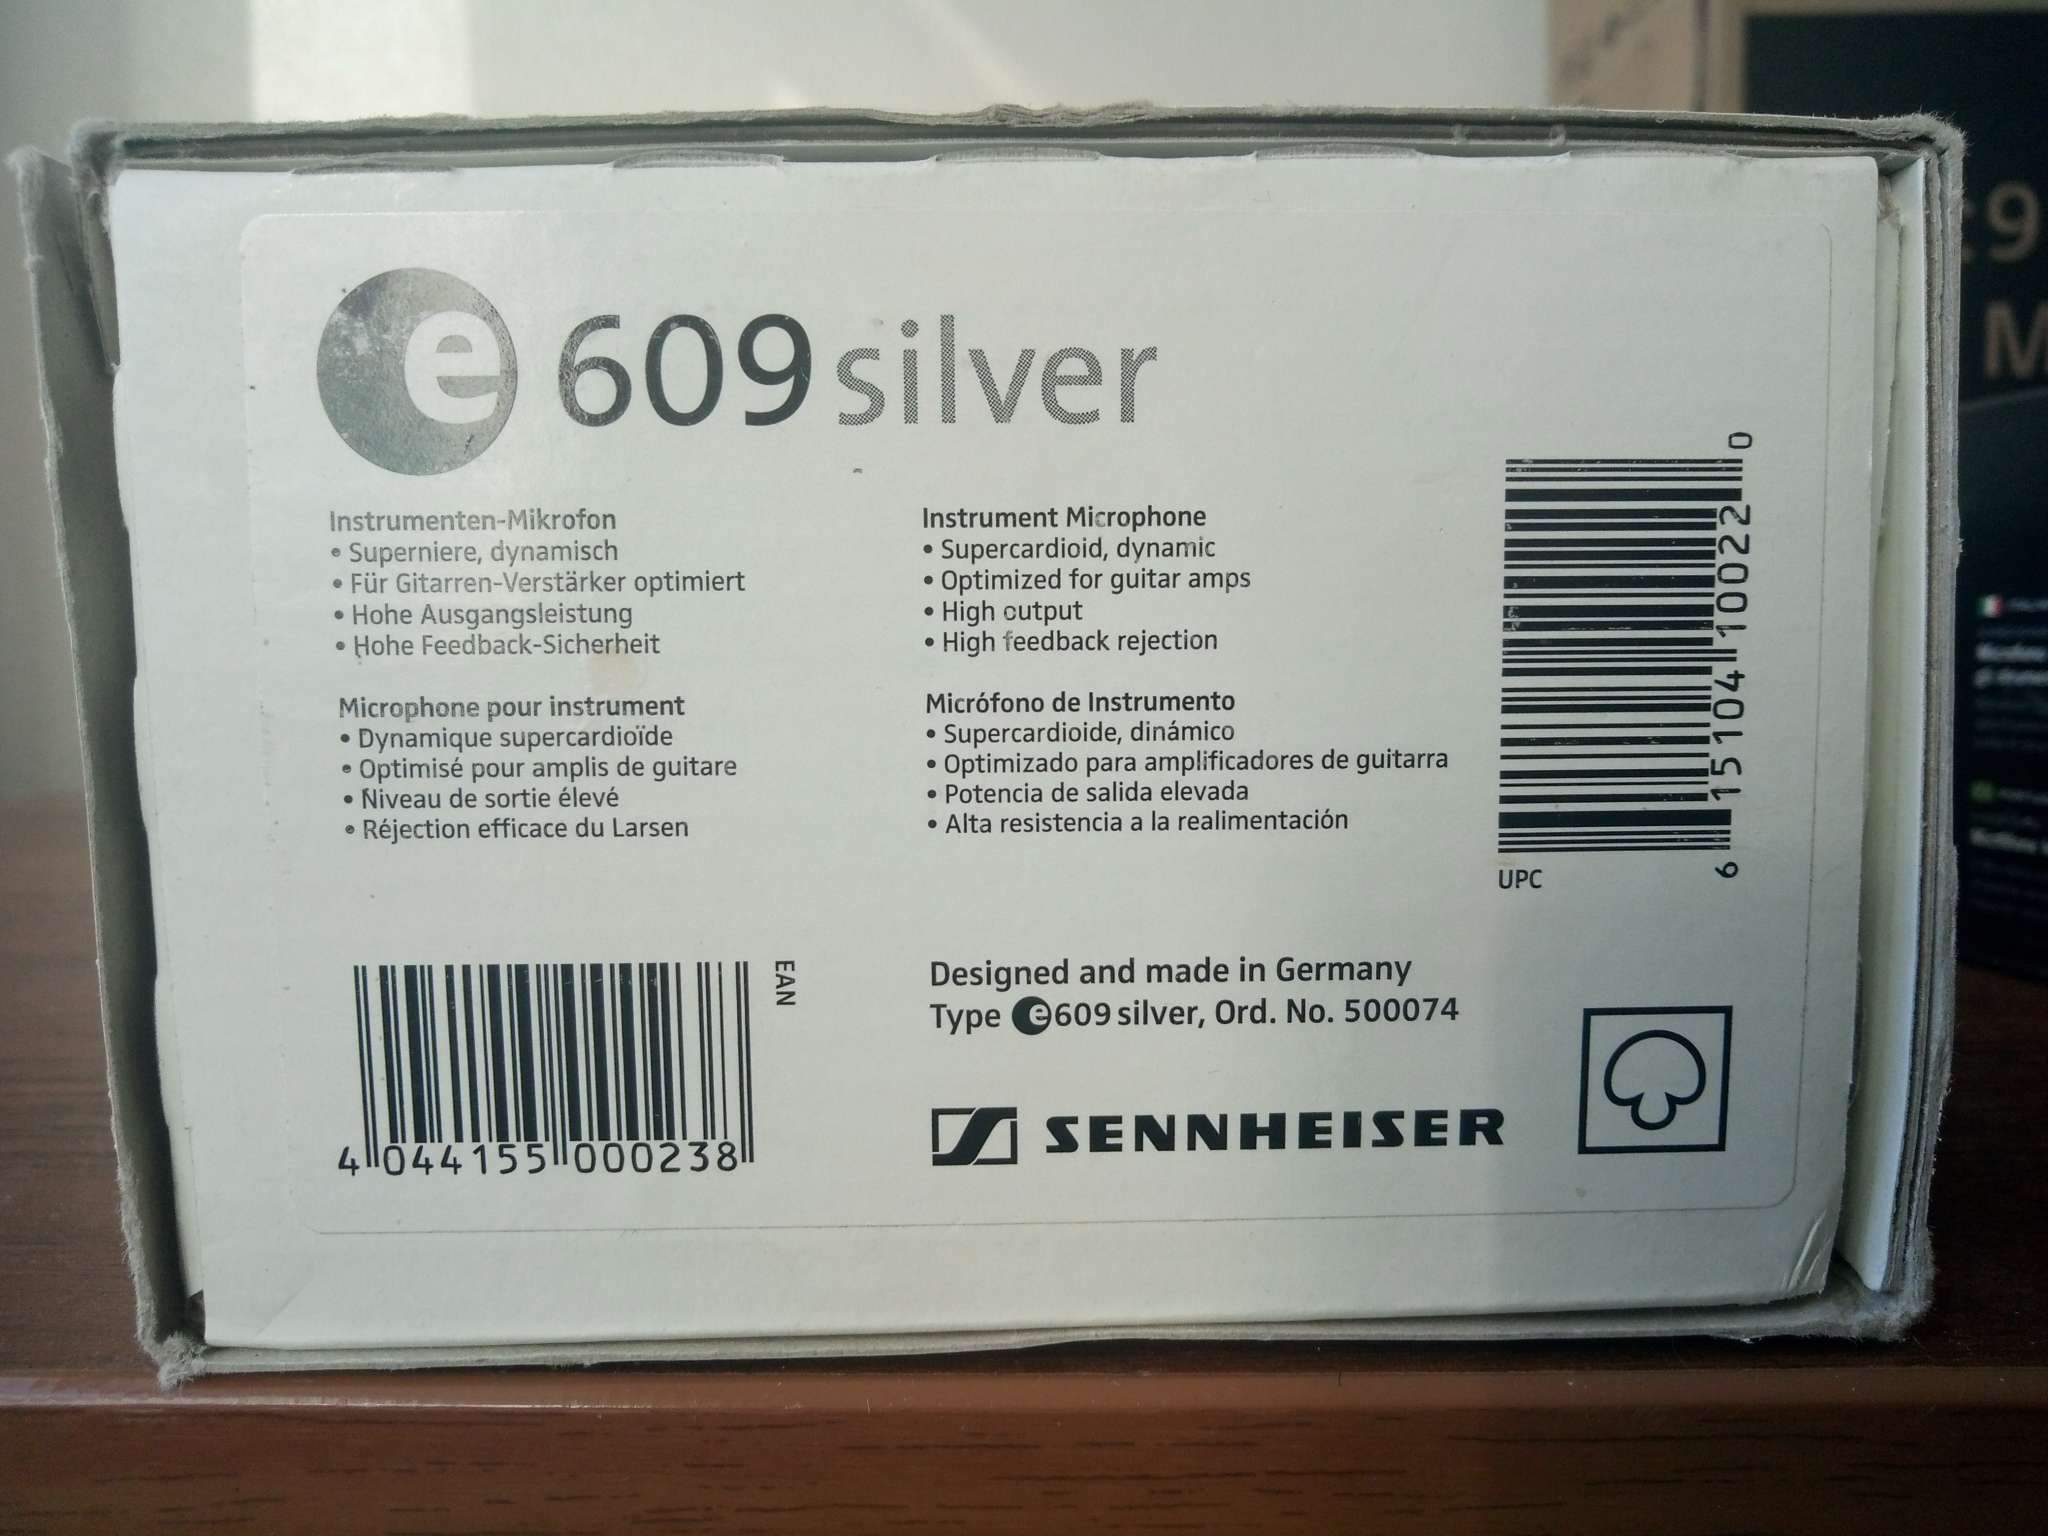 e 609 silver
Instrumenten-Mikrofon
• Superniere, dynamisch
• Für Gitarren-Verstärker optimiert
• Hohe Ausgangsleistung
• Hohe Feedback-Sicherheit
Instrument Microphone
• Supercardioid, dynamic
• Optimized for guitar amps
• High output
• High feedback rejection
Microphone pour instrument
• Dynamique supercardioïde
• Optimisé pour amplis de guitare
• Niveau de sortie élevé
• Réjection efficace du Larsen
Micrófono de Instrumento
• Supercardioide, dinámico
• Optimizado para amplificadores de guitarra
• Potencia de salida elevada
• Alta resistencia a la realimentación
6 15104 10022 0
UPC
EAN
4 044155 000238
Designed and made in Germany
Type e609 silver, Ord. No. 500074
SENNHEISER
9
M